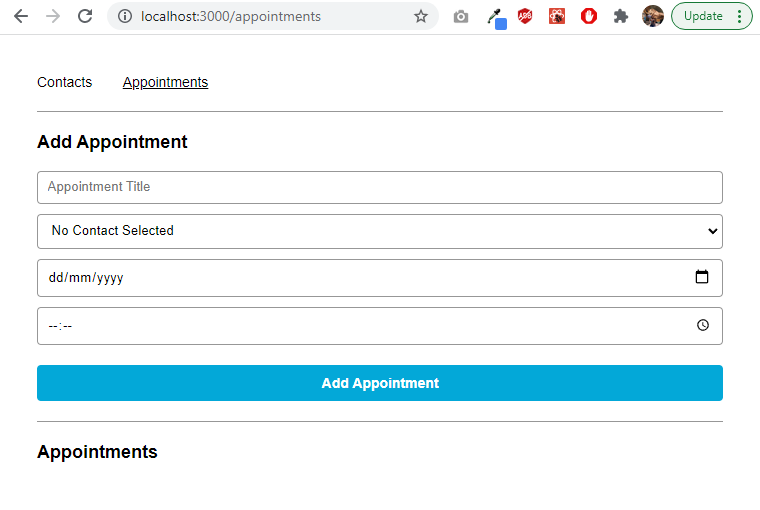 localhost:3000/appointments
ABP
Update
Contacts Appointments
Add Appointment
Appointment Title
No Contact Selected
dd/mm/yyyy
--:--
Add Appointment
Appointments